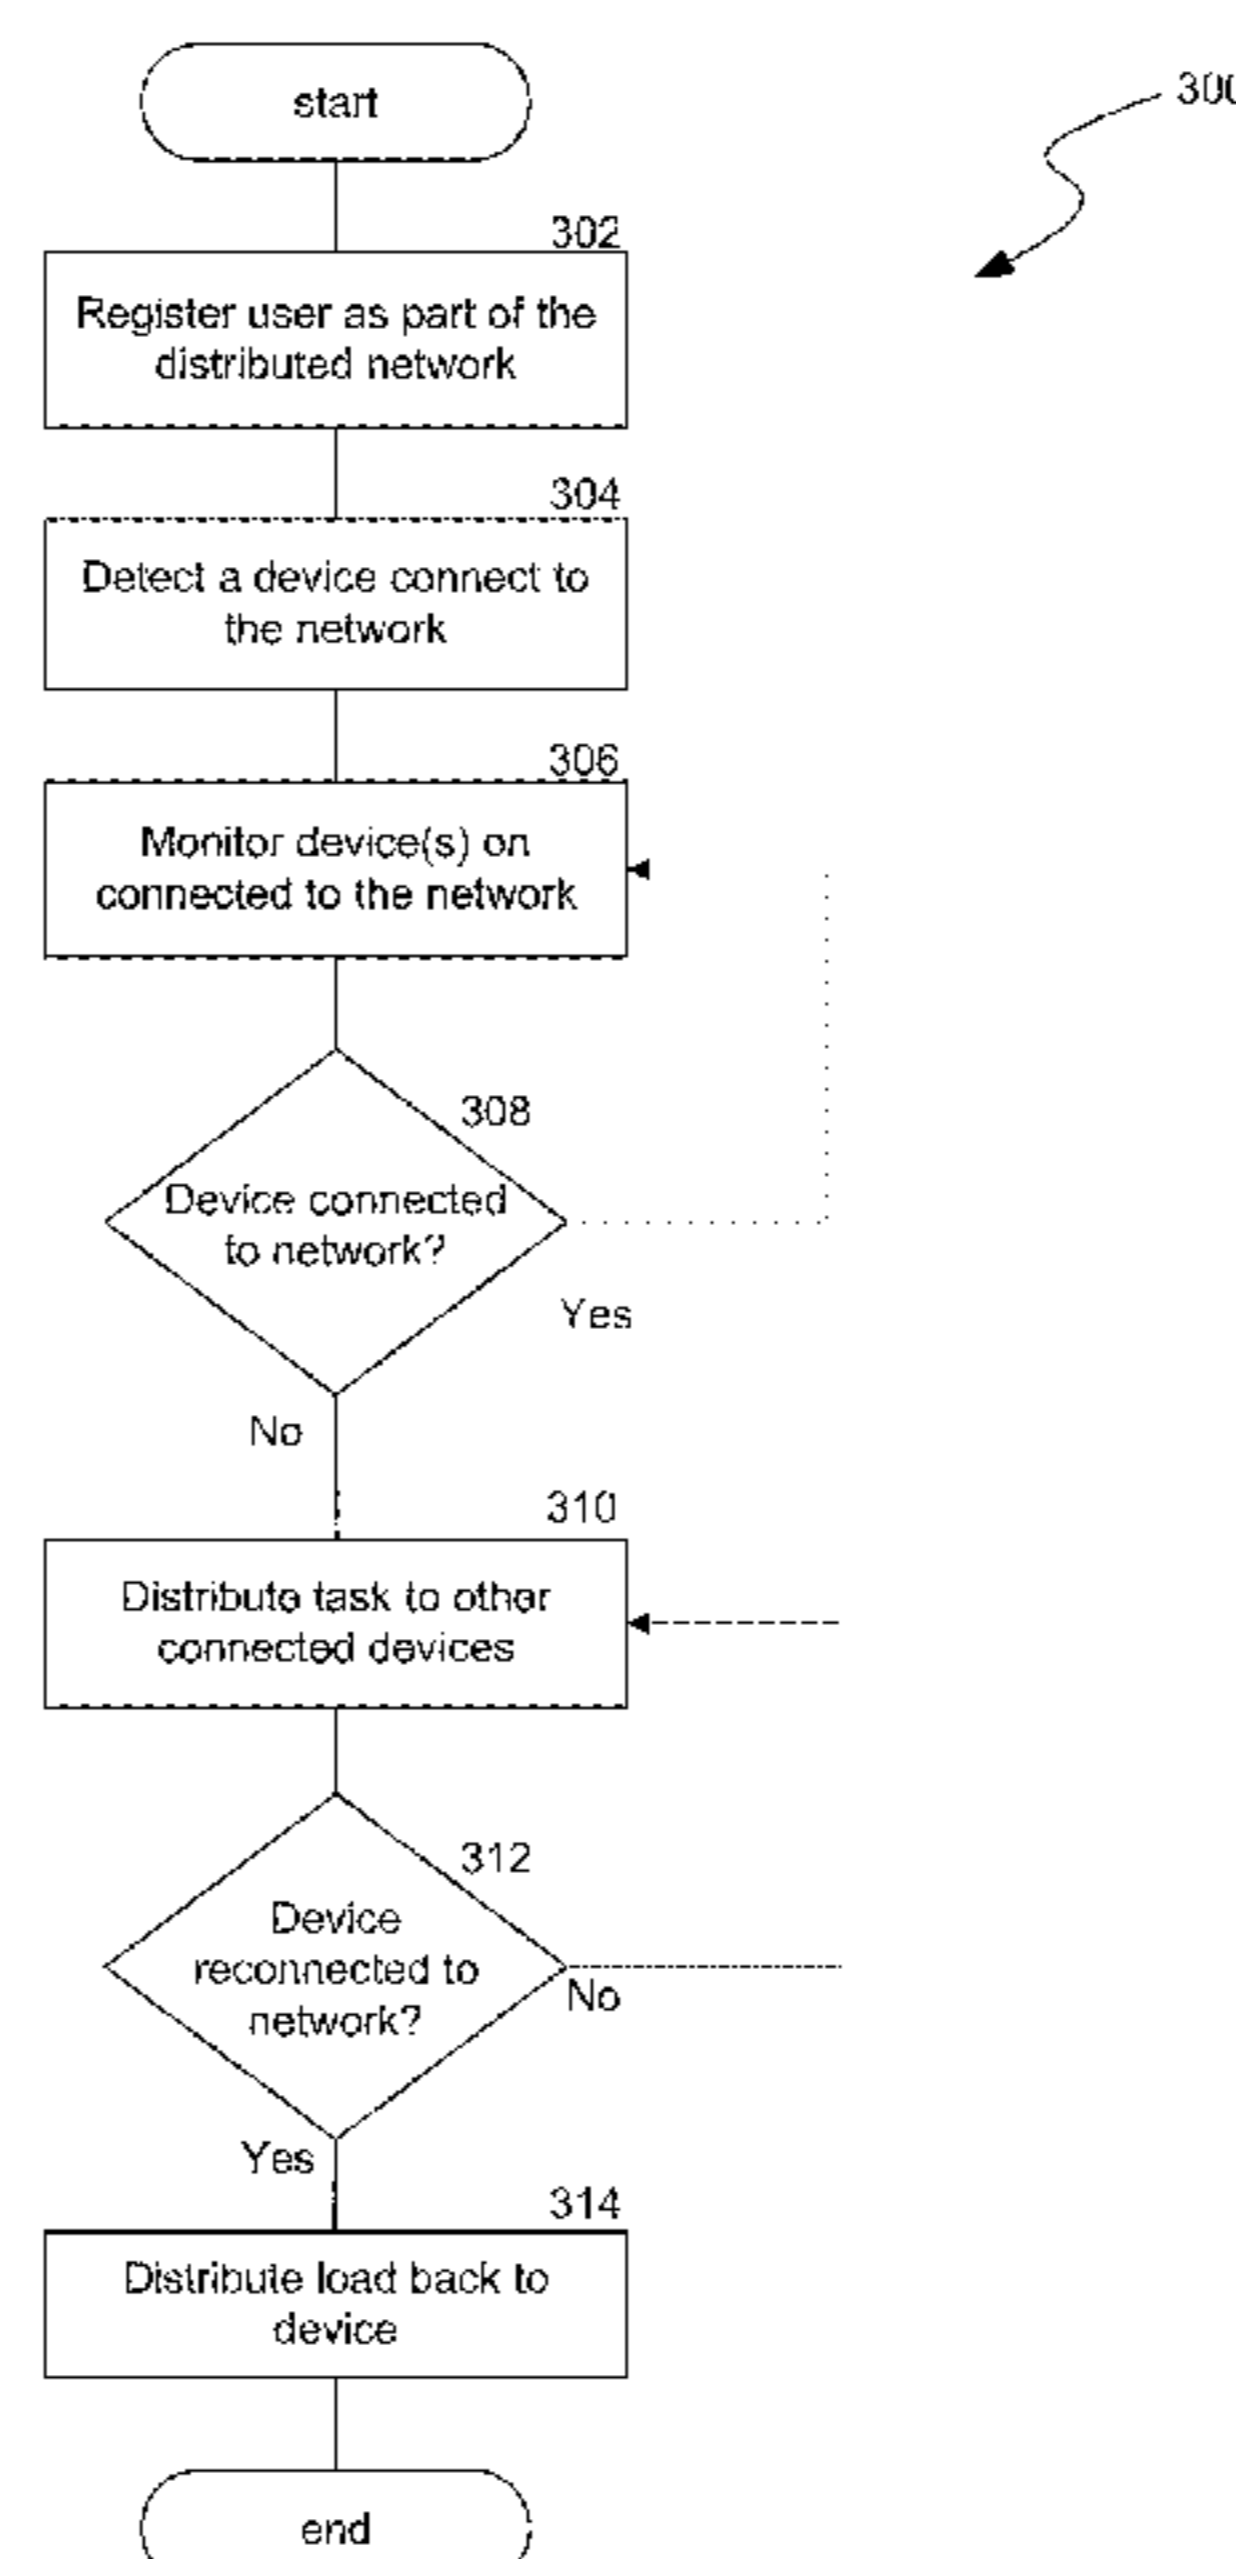 start
300
302
Register user as part of the
distributed network
304
Detect a device connect to
the network
306
Monitor device(s) on
connected to the network
308
Device connected
to network?
Yes
No
310
Distribute task to other
connected devices
312
Device
reconnected to
network?
No
Yes
314
Distribute load back to
device
end